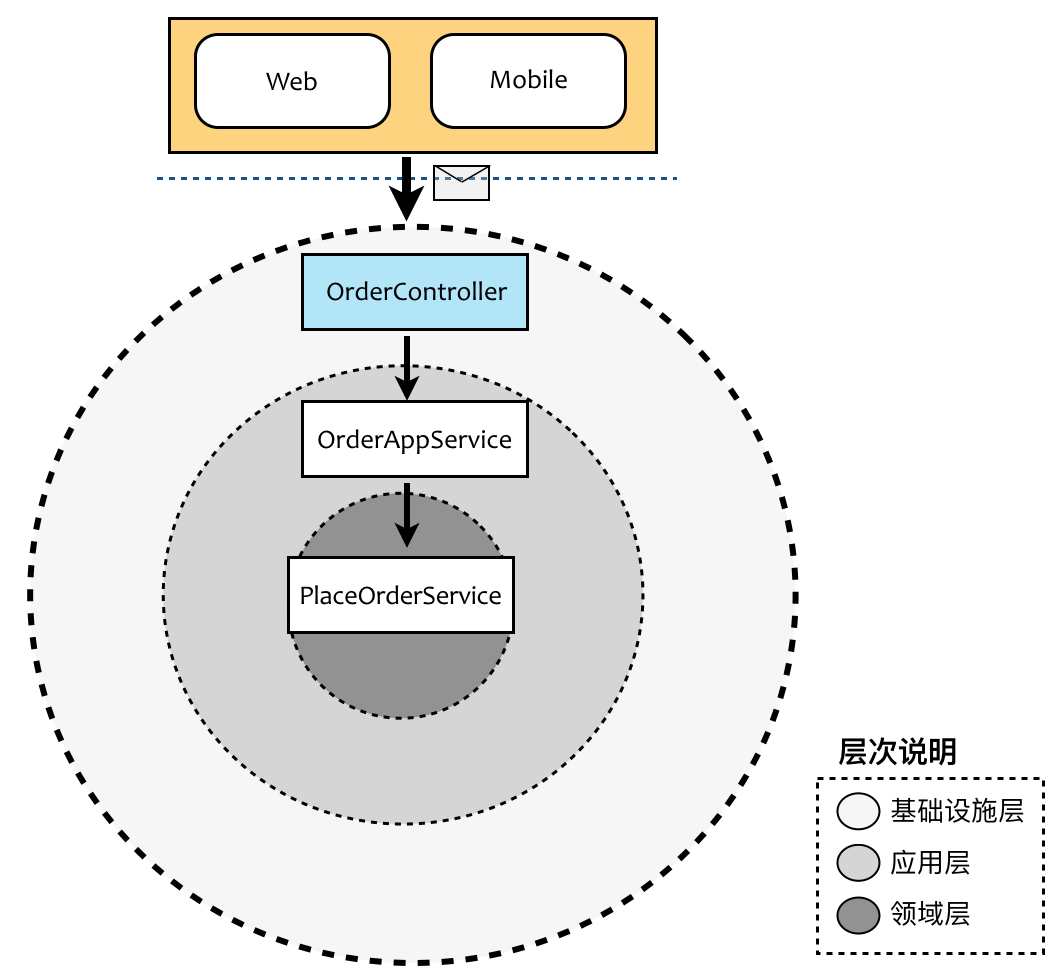 Web
Mobile
OrderController
OrderAppService
PlaceOrderService
层次说明
基础设施层
应用层
领域层